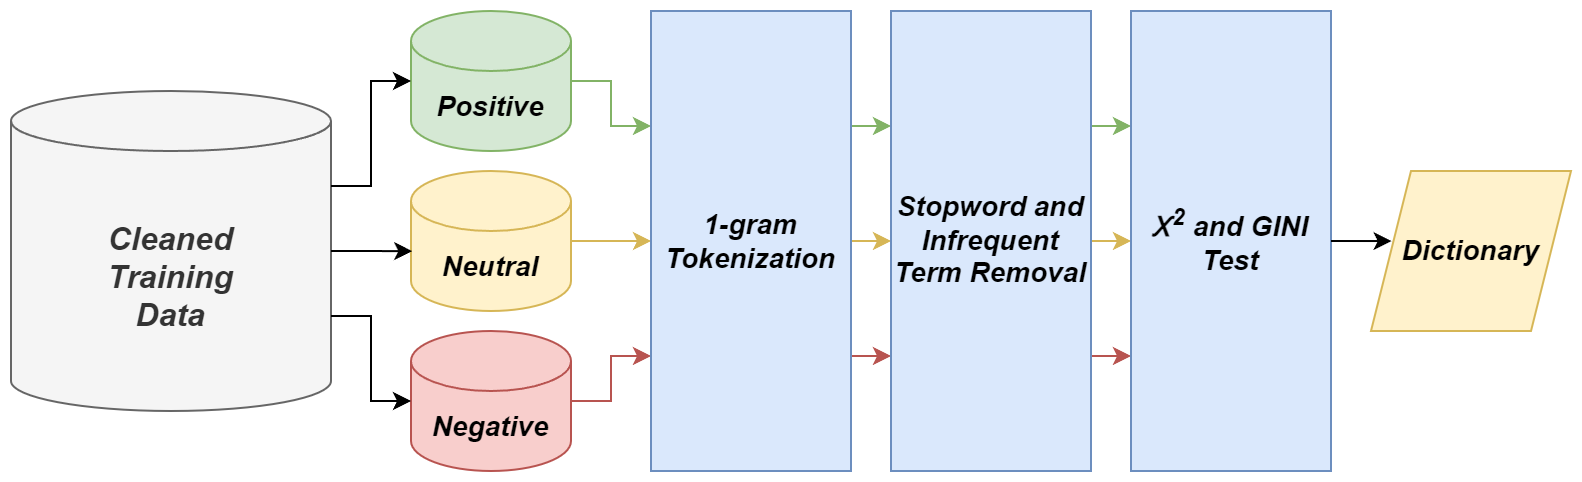 Cleaned
Training
Data
Positive
Neutral
Negative
1-gram
Tokenization
Stopword and
Infrequent
Term Removal
X² and GINI
Test
Dictionary